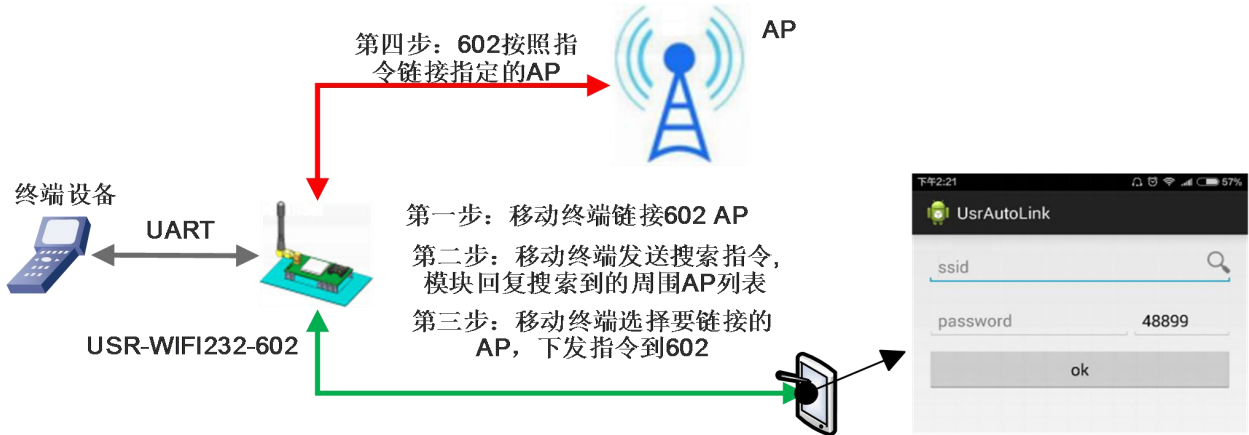 AP
第四步：602按照指
令链接指定的AP
终端设备
UART
USR-WIFI232-602
第一步：移动终端链接602 AP
第二步：移动终端发送搜索指令,
模块回复搜索到的周围AP列表
第三步：移动终端选择要链接的
AP，下发指令到602
下午2:21
57%
UsrAutoLink
ssid
password
48899
ok